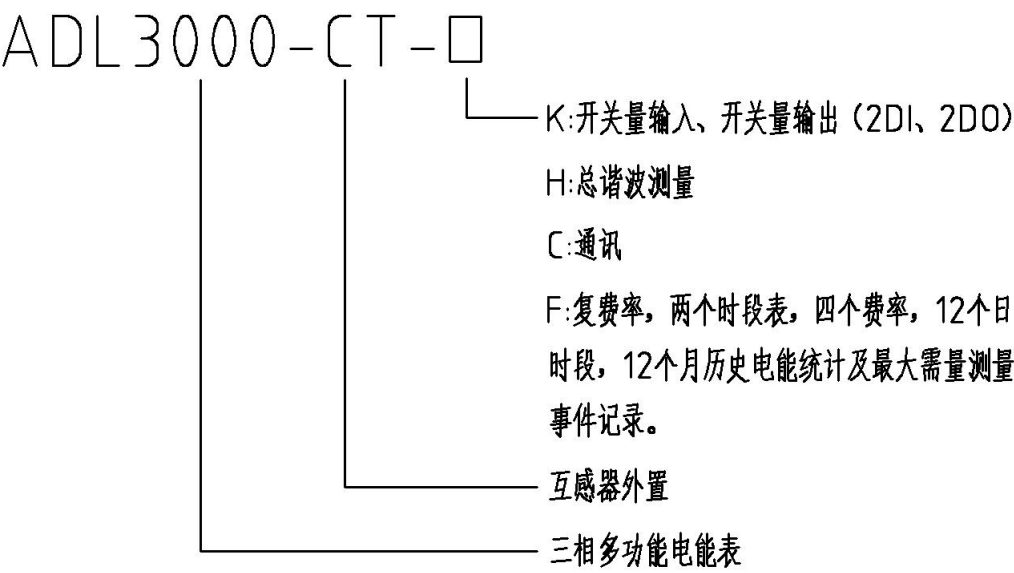 ADL3000-CT-□
K:开关量输入、开关量输出（2DI、2DO）
H:总谐波测量
C:通讯
F:复费率，两个时段表，四个费率，12个日
时段，12个月历史电能统计及最大需量测量
事件记录。
互感器外置
三相多功能电能表